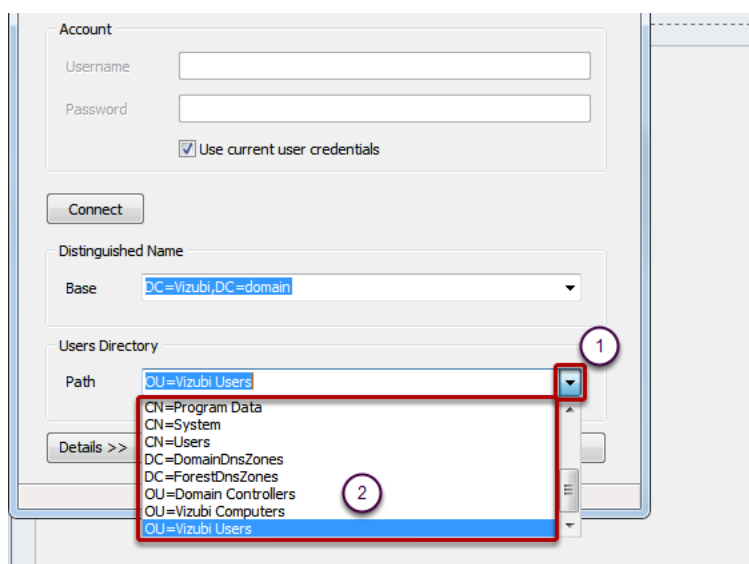 Account
Username
Password
Use current user credentials
Connect
Distinguished Name
Base DC=Vizubi,DC=domain
Users Directory
1
Path OU=Vizubi Users
CN=Program Data
CN=System
CN=Users
Details >>
DC=DomainDnsZones
DC=ForestDnsZones
OU=Domain Controllers
2
OU=Vizubi Computers
OU=Vizubi Users